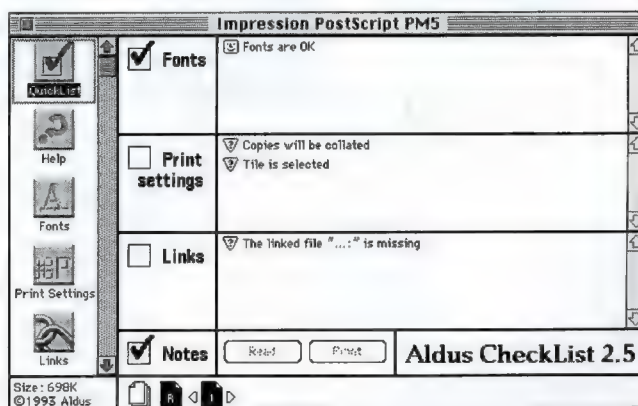 Impression PostScript PM5
QuickList
Help
Fonts
Print Settings
Links
Size: 698K
©1993 Aldus
Fonts
Fonts are OK
Print
settings
Copies will be collated
Tile is selected
Links
The linked file "...:" is missing
Notes
Read
Print
Aldus CheckList 2.5
R
1